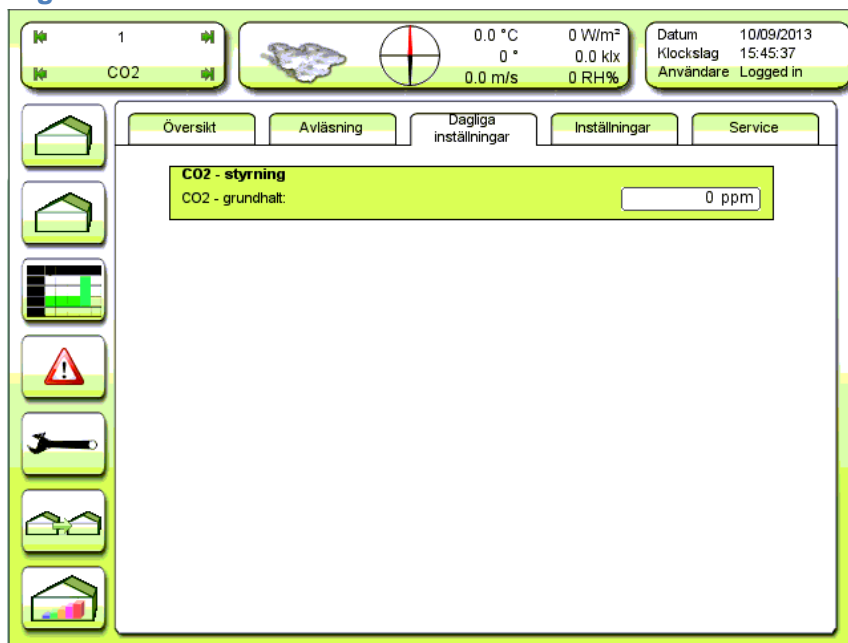 1
CO2
0.0 °C
0 °
0.0 m/s
0 W/m²
0.0 klx
0 RH%
Datum 10/09/2013
Klockslag 15:45:37
Användare Logged in
Översikt
Avläsning
Dagliga
inställningar
Inställningar
Service
CO2 - styrning
CO2 - grundhalt: 0 ppm